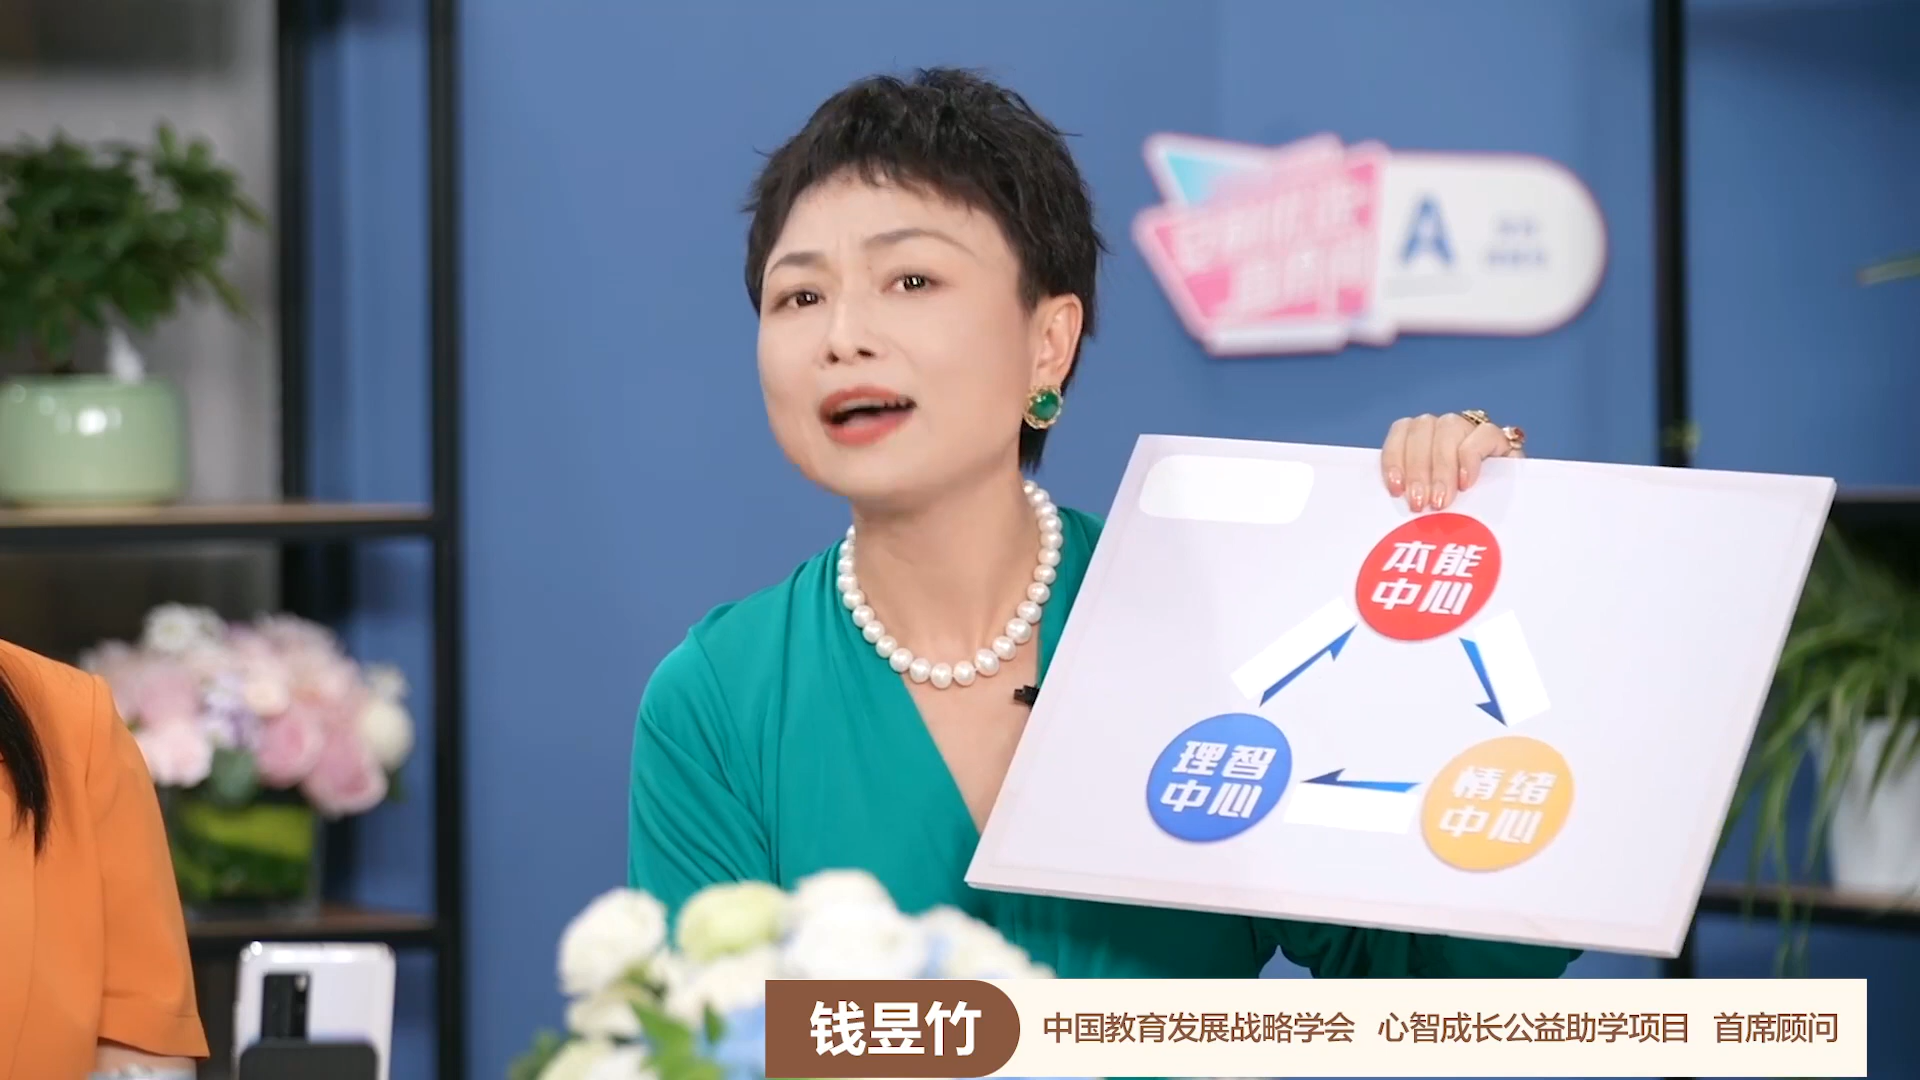 A
本能
中心
理智
中心
情绪
中心
钱昱竹
中国教育发展战略学会 心智成长公益助学项目 首席顾问